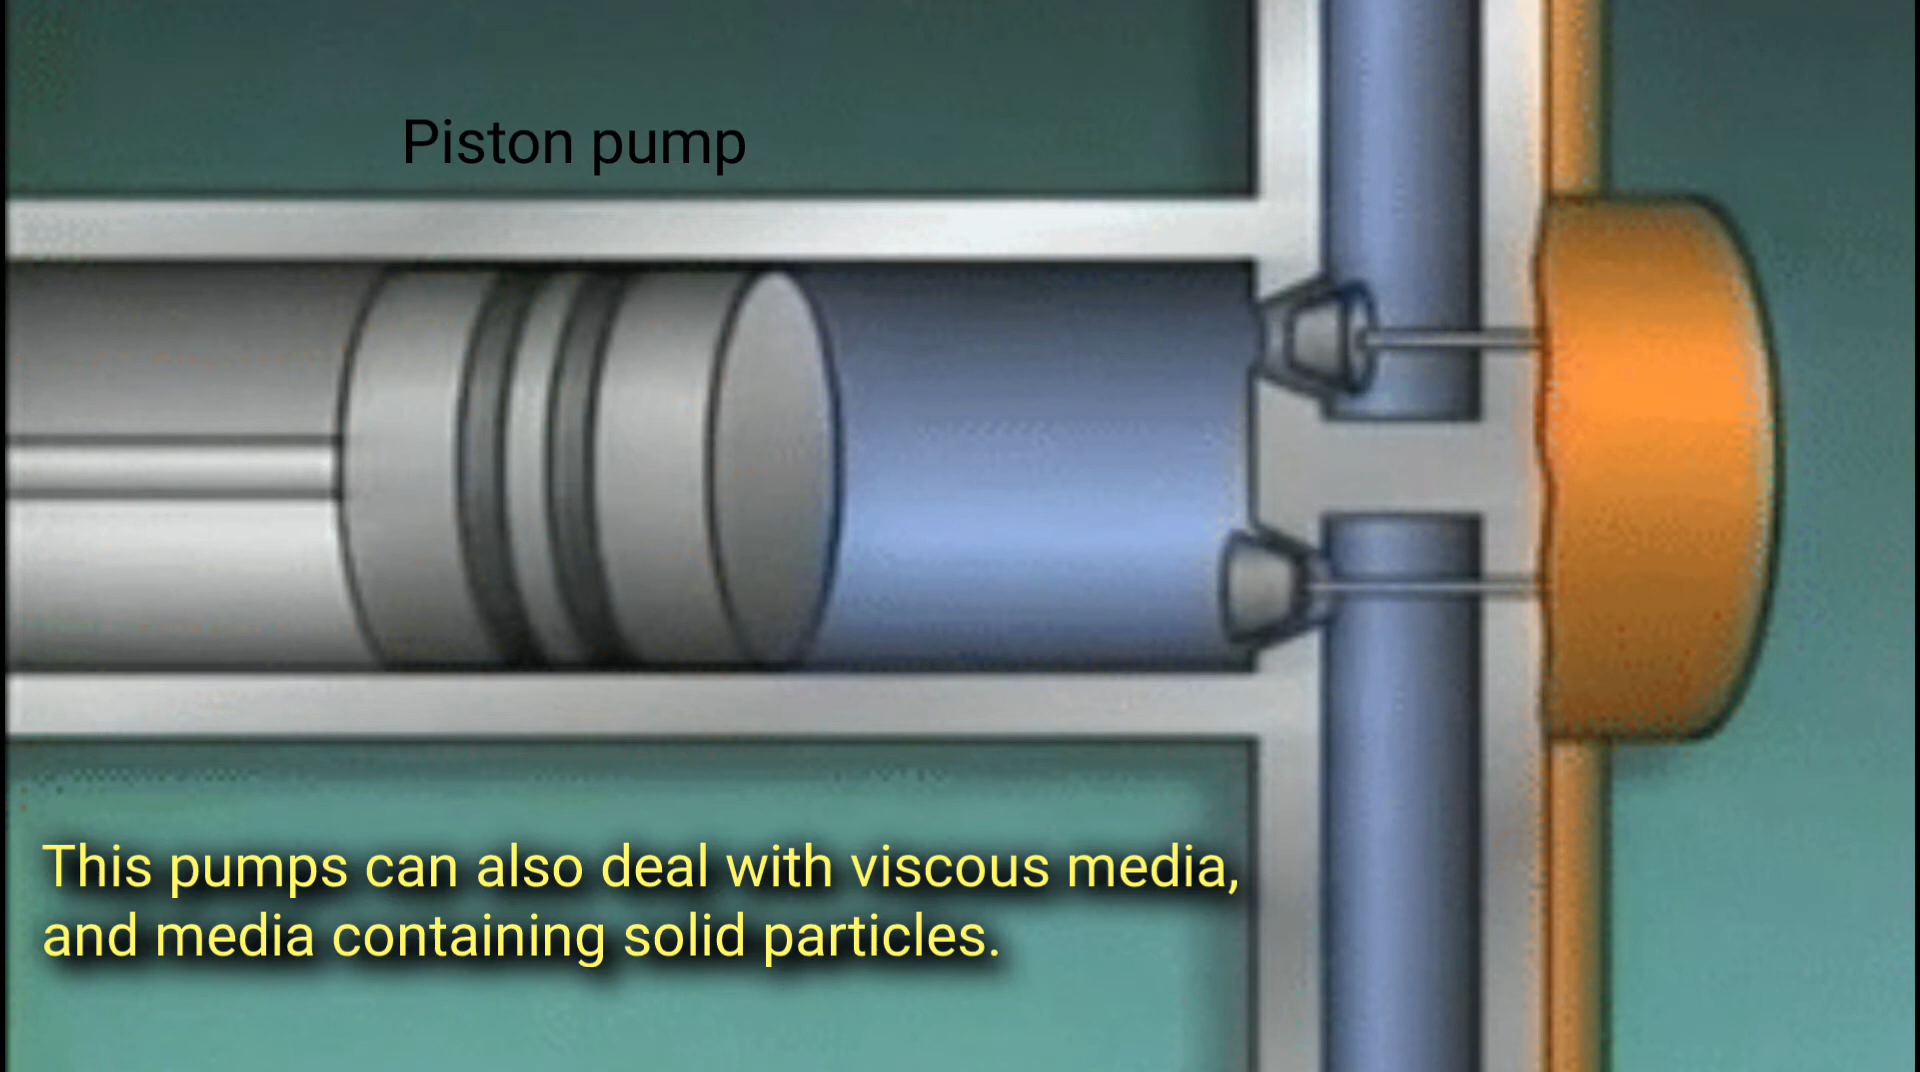 Piston pump
This pumps can also deal with viscous media,
and media containing solid particles.